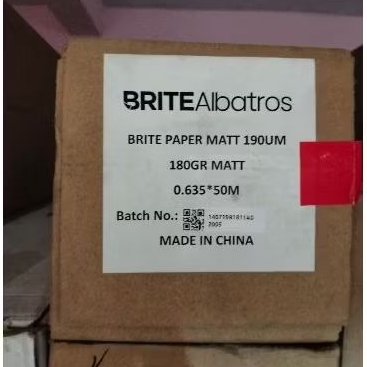 BRITEAlbatros
BRITE PAPER MATT 190UM
180GR MATT
0.635*50M
Batch No.:
MADE IN CHINA